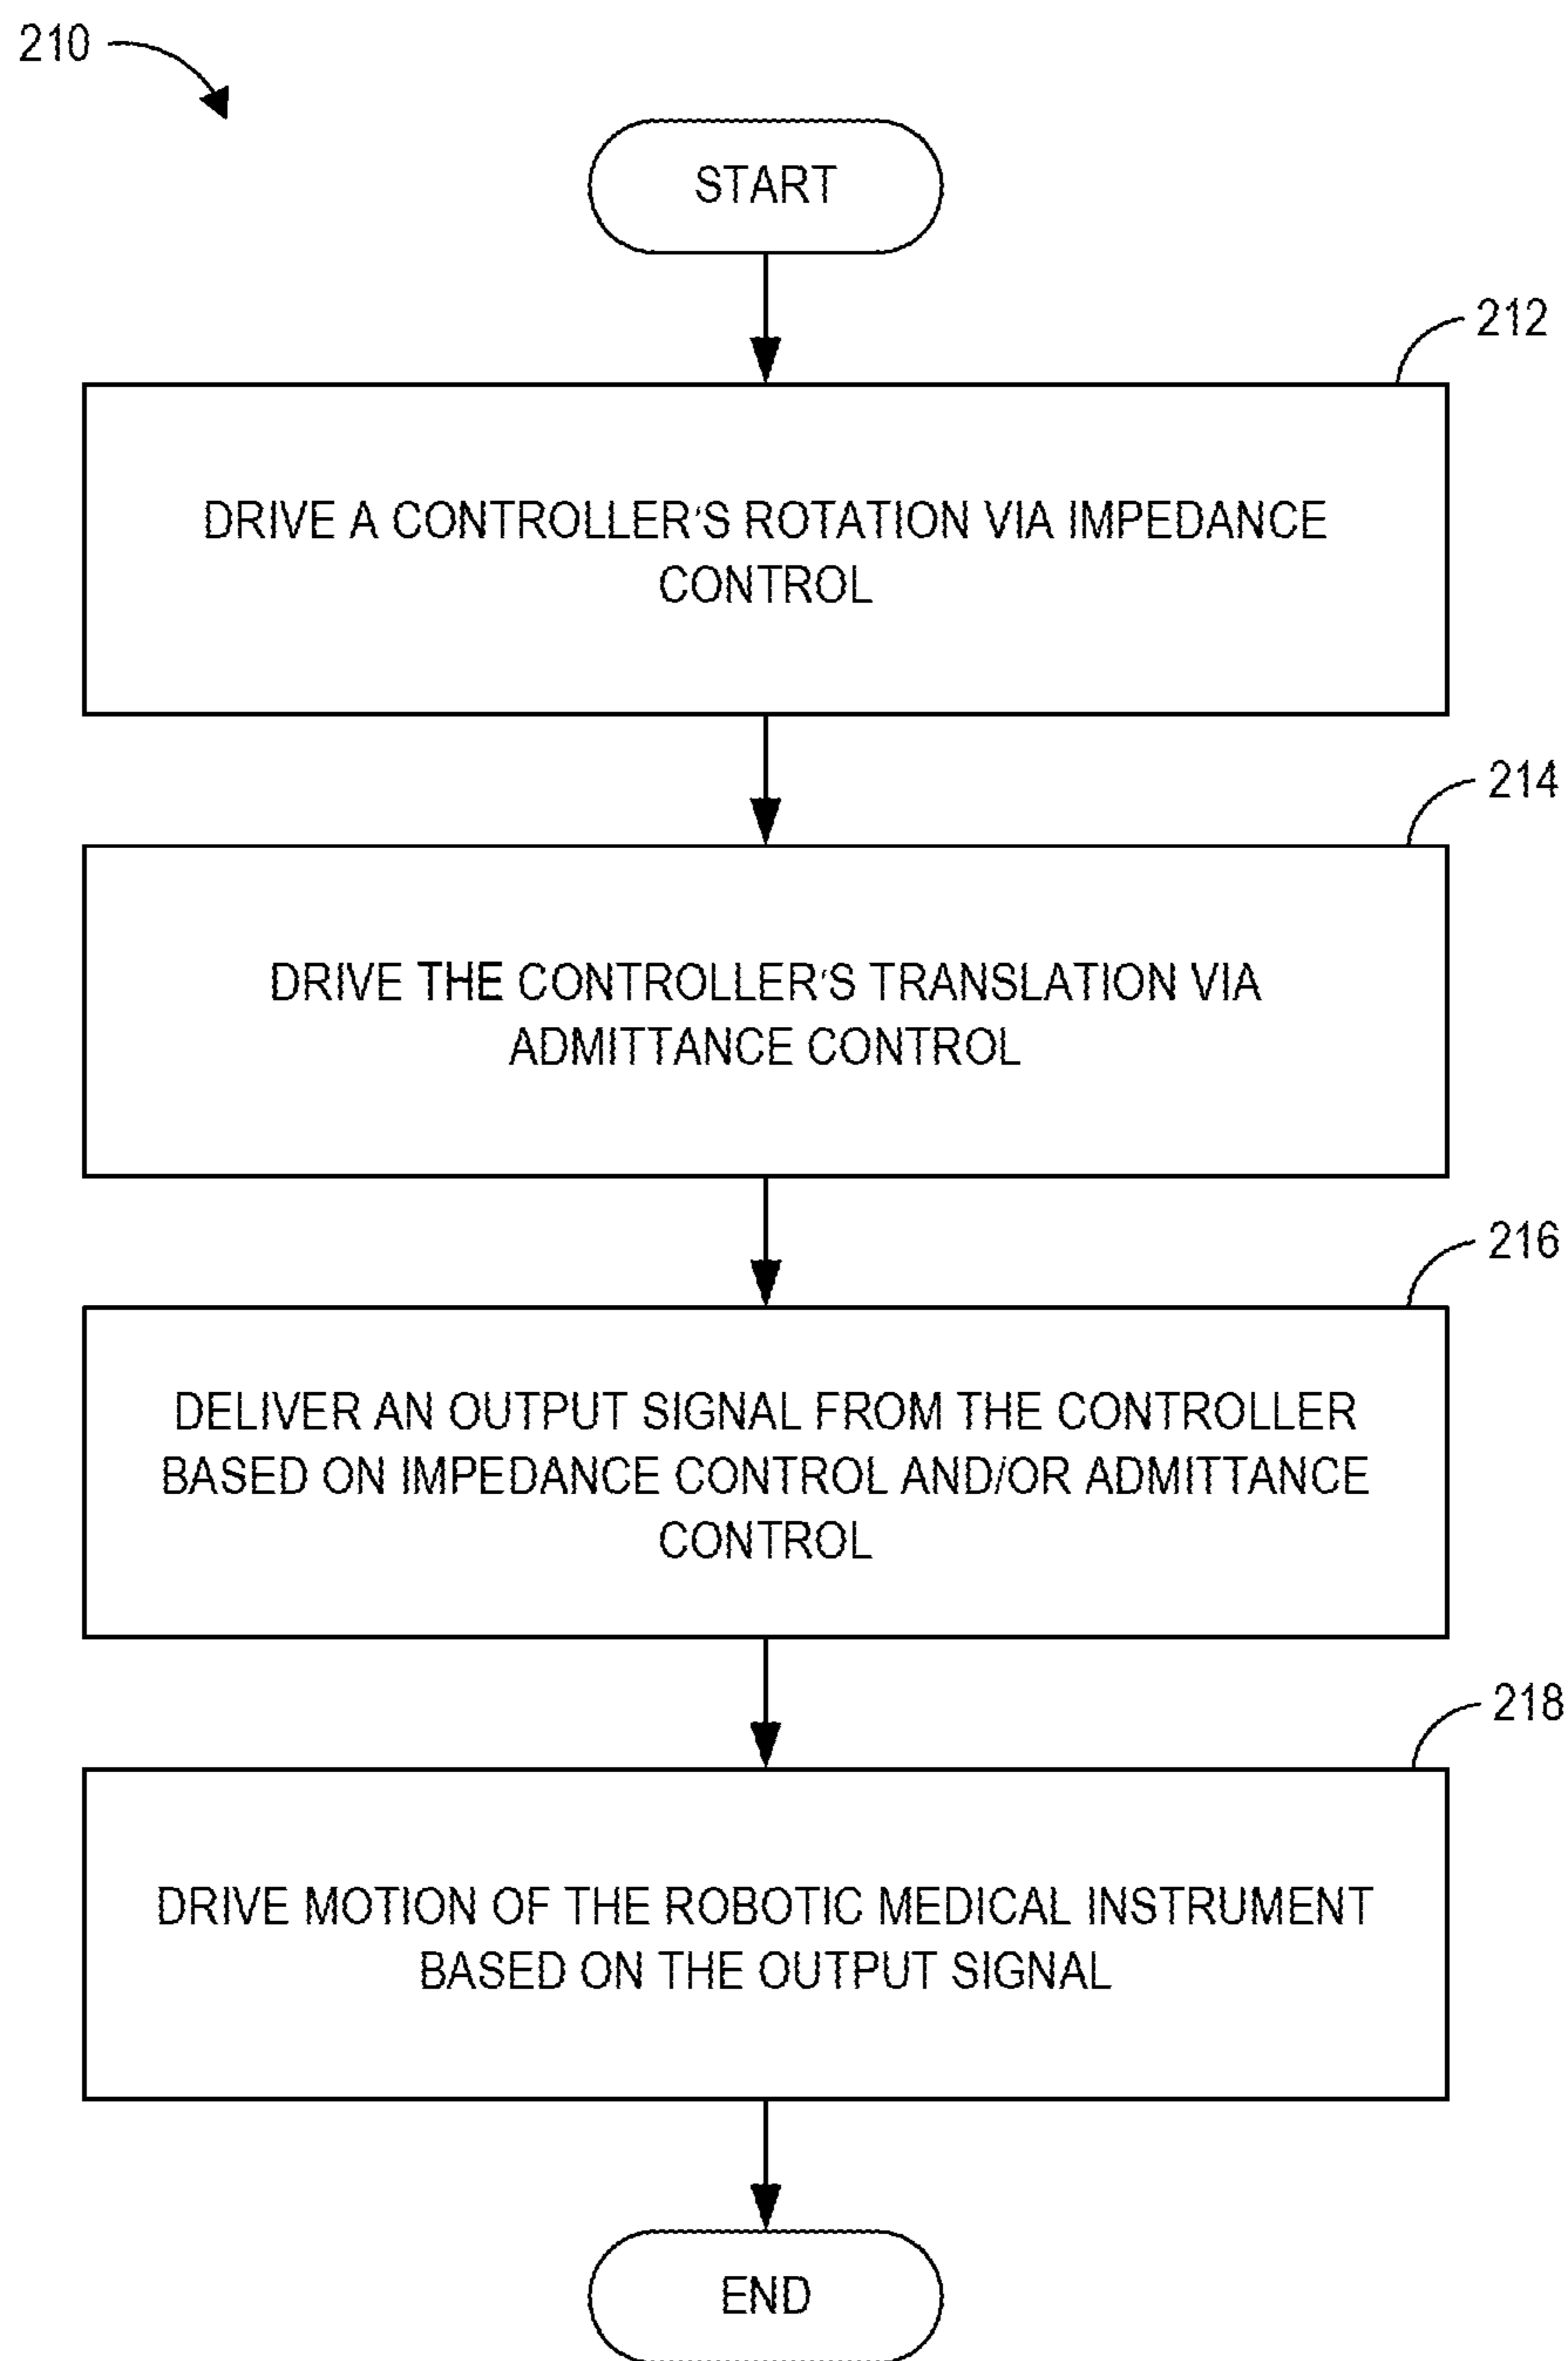 210
START
212
DRIVE A CONTROLLER'S ROTATION VIA IMPEDANCE
CONTROL
214
DRIVE THE CONTROLLER'S TRANSLATION VIA
ADMITTANCE CONTROL
216
DELIVER AN OUTPUT SIGNAL FROM THE CONTROLLER
BASED ON IMPEDANCE CONTROL AND/OR ADMITTANCE
CONTROL
218
DRIVE MOTION OF THE ROBOTIC MEDICAL INSTRUMENT
BASED ON THE OUTPUT SIGNAL
END